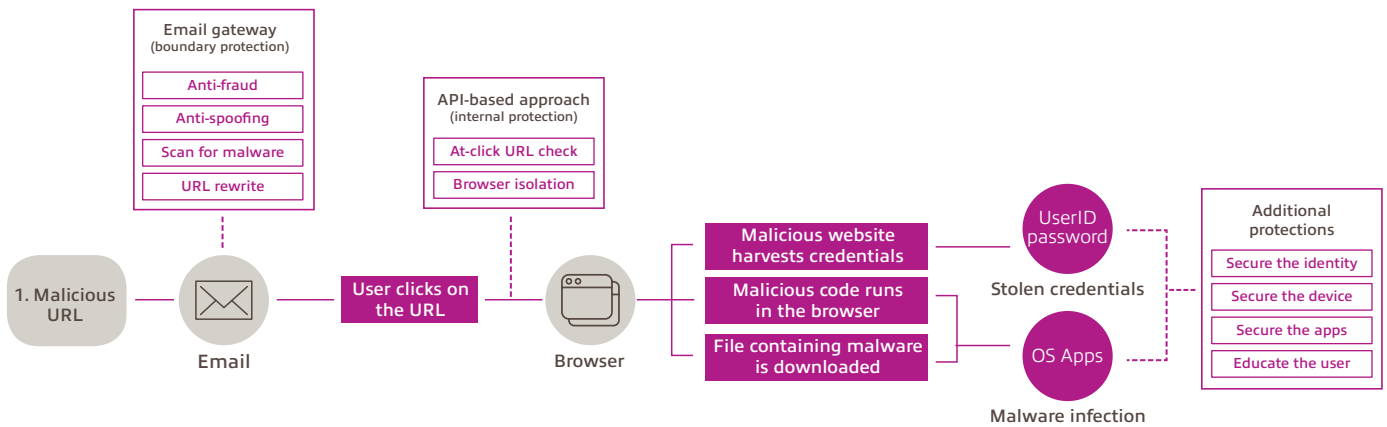 Email gateway
(boundary protection)
Anti-fraud
Anti-spoofing
Scan for malware
URL rewrite
API-based approach
(internal protection)
At-click URL check
Browser isolation
1. Malicious
URL
Email
User clicks on
the URL
Browser
Malicious website
harvests credentials
Malicious code runs
in the browser
File containing malware
is downloaded
UserID
password
Stolen credentials
OS Apps
Malware infection
Additional
protections
Secure the identity
Secure the device
Secure the apps
Educate the user